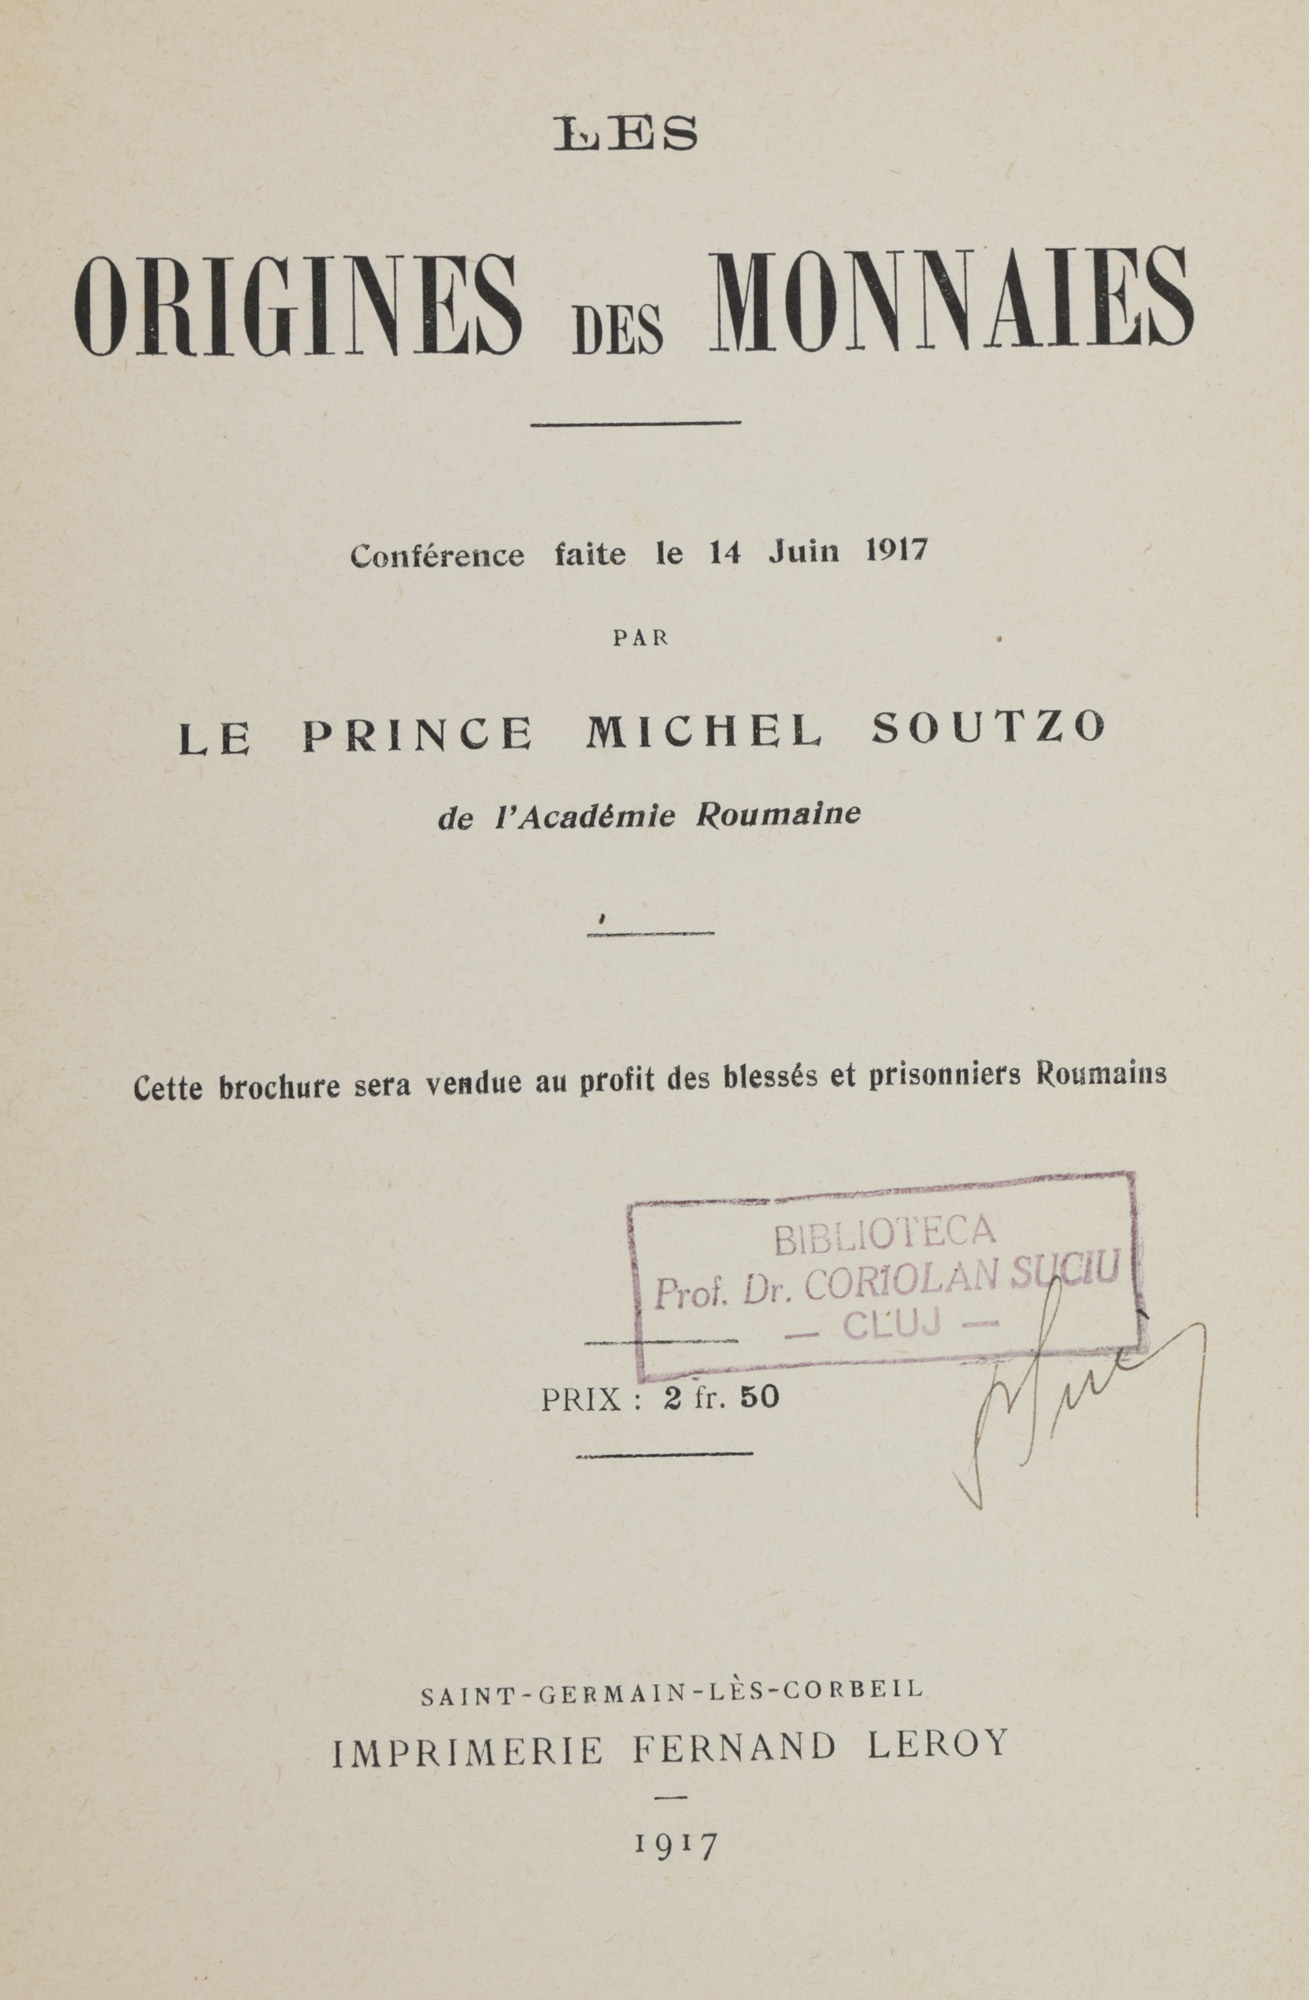 LES
ORIGINES DES MONNAIES
Conférence faite le 14 Juin 1917
PAR
LE PRINCE MICHEL SOUTZO
de l'Académie Roumaine
Cette brochure sera vendue au profit des blessés et prisonniers Roumains
BIBLIOTECA
Prof. Dr. CORIOLAN SUCIU
— CLUJ —
PRIX : 2 fr. 50
SAINT-GERMAIN-LÈS-CORBEIL
IMPRIMERIE FERNAND LEROY
1917